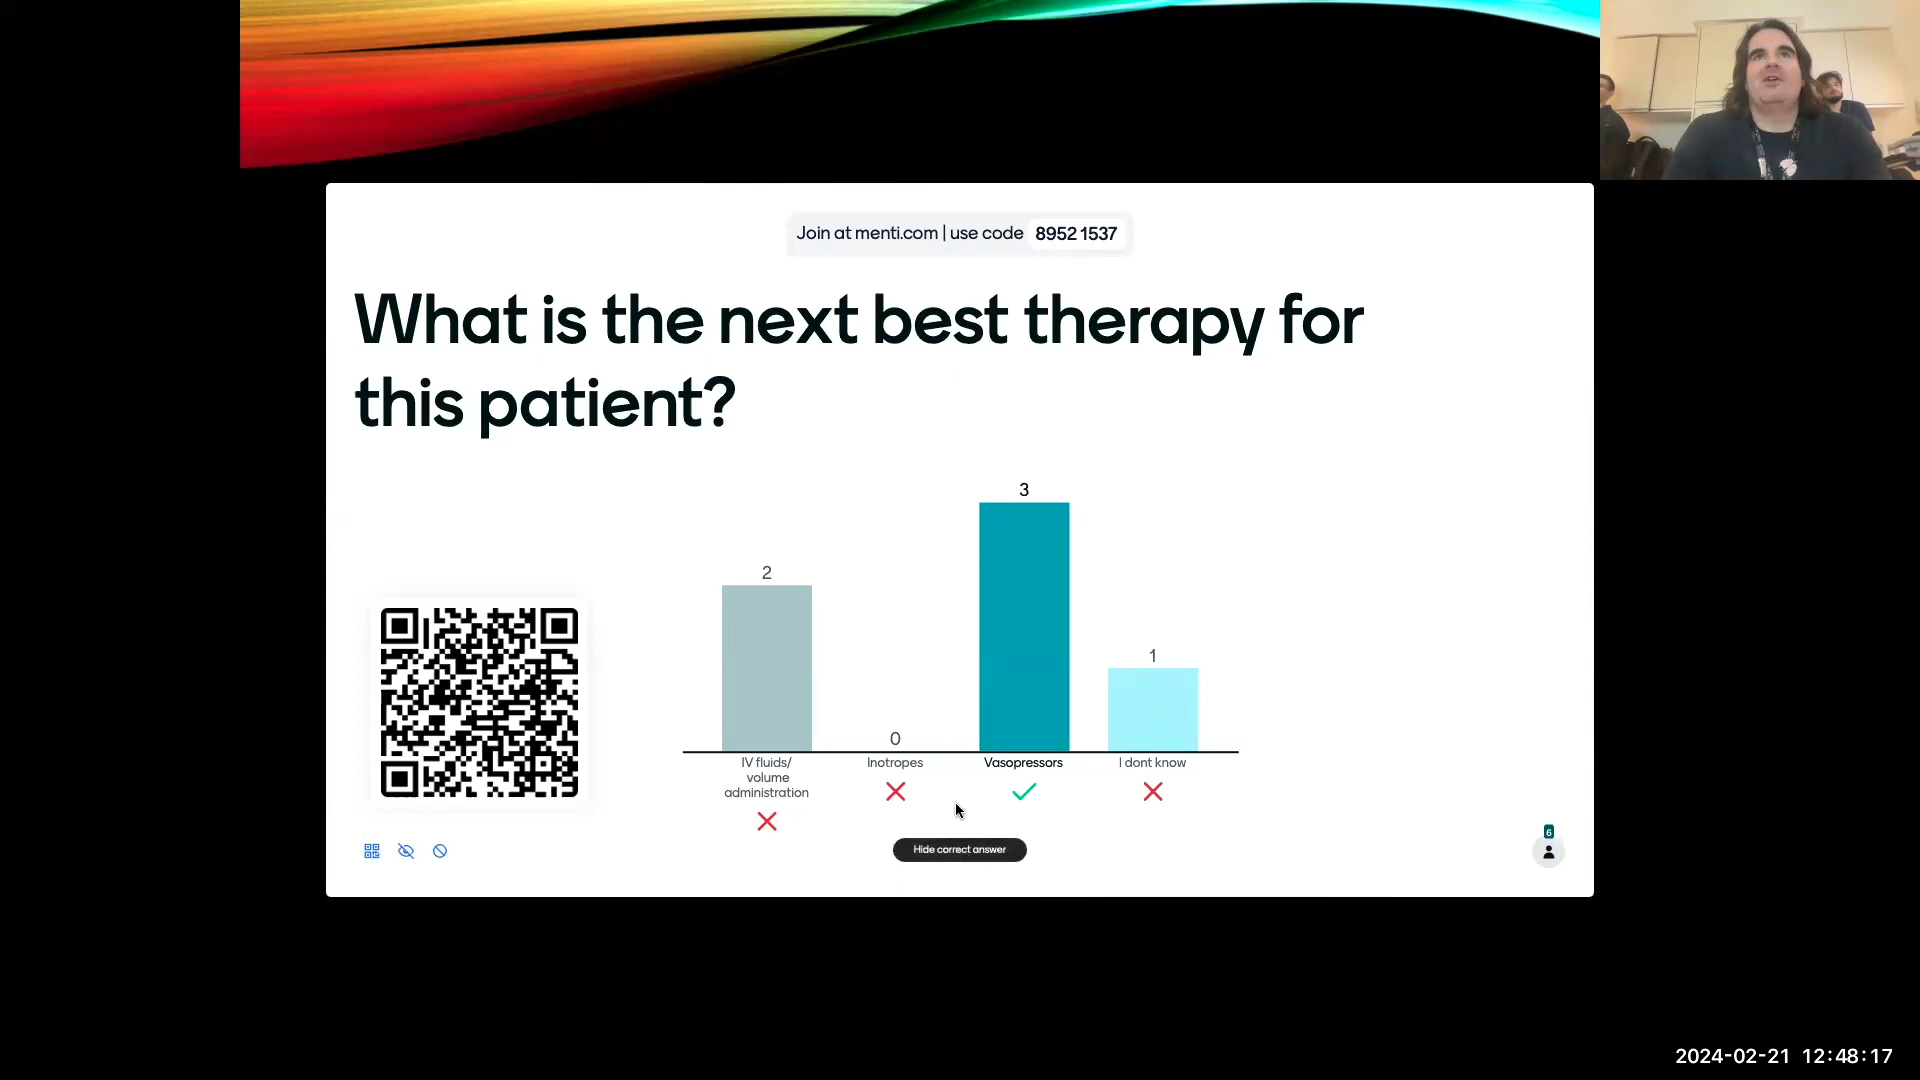 Join at menti.com | use code 8952 1537
What is the next best therapy for
this patient?
3
2
1
0
IV fluids/
volume
administration
Inotropes
Vasopressors
I dont know
Hide correct answer
6
2024-02-21 12:48:17